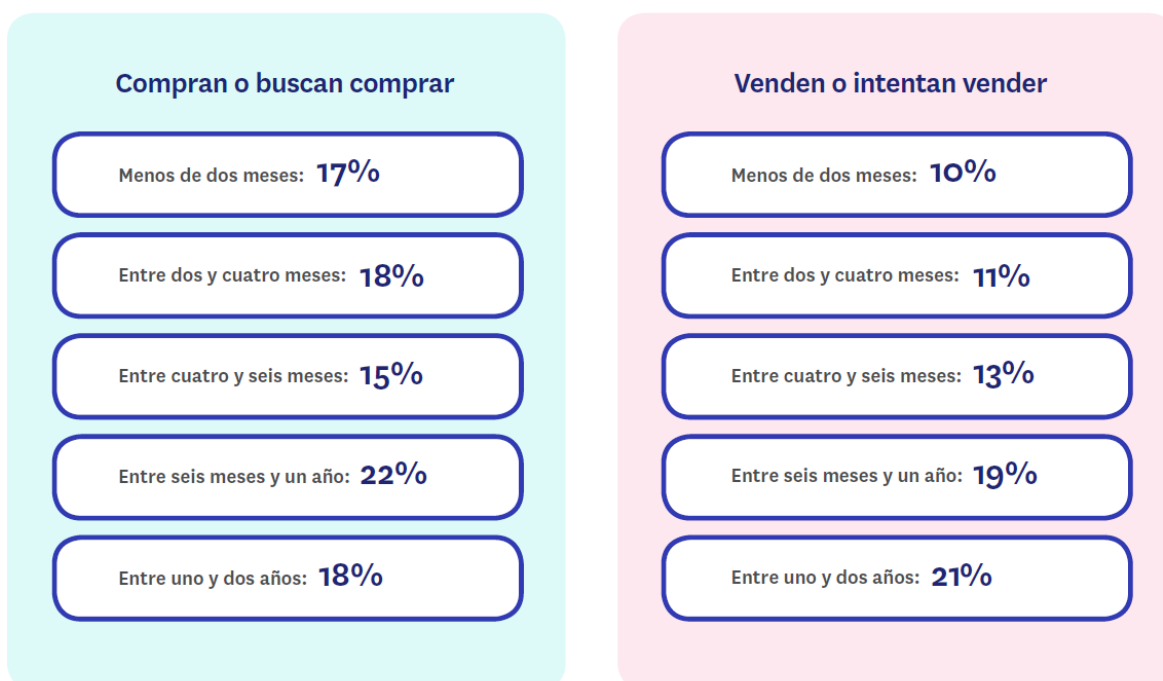 Compran o buscan comprar
Menos de dos meses: 17%
Entre dos y cuatro meses: 18%
Entre cuatro y seis meses: 15%
Entre seis meses y un año: 22%
Entre uno y dos años: 18%
Venden o intentan vender
Menos de dos meses: 10%
Entre dos y cuatro meses: 11%
Entre cuatro y seis meses: 13%
Entre seis meses y un año: 19%
Entre uno y dos años: 21%